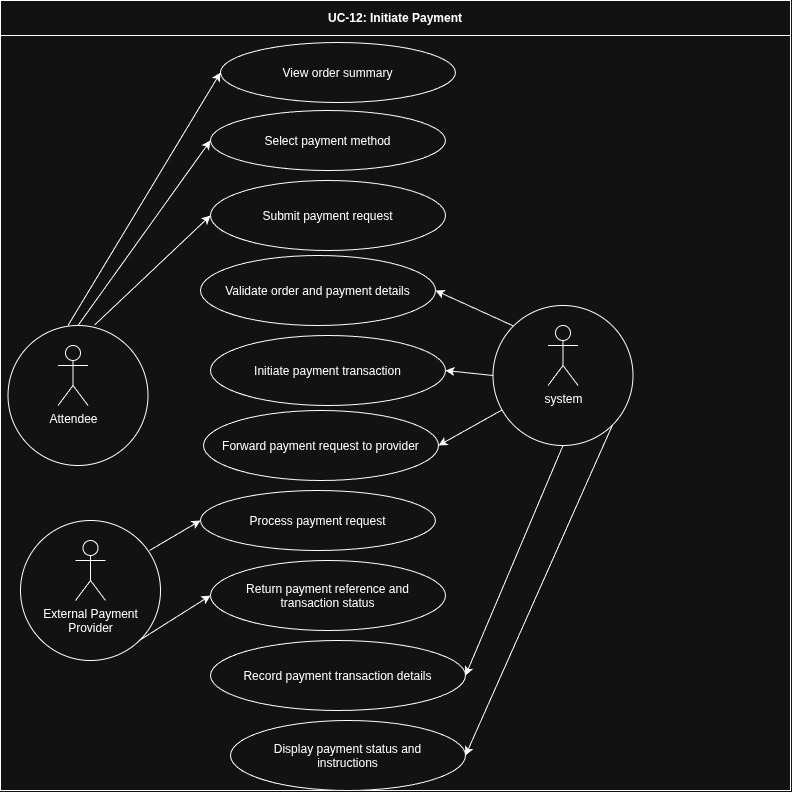 UC-12: Initiate Payment
View order summary
Select payment method
Submit payment request
Validate order and payment details
Initiate payment transaction
system
Attendee
Forward payment request to provider
Process payment request
Return payment reference and
transaction status
External Payment
Provider
Record payment transaction details
Display payment status and
instructions